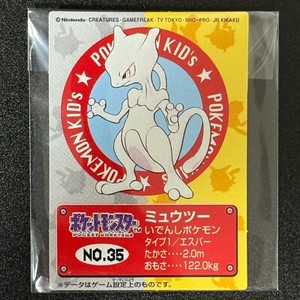 © Nintendo · CREATURES · GAMEFREAK · TV TOKYO · SHO-PRO · JR KIKAKU
POKEMON KID's
POKEMON KID's
ポケットモンスター TM
POCKET MONSTERS
NO.35
ミュウツー
いでんしポケモン
タイプ1/エスパー
たかさ‥‥2.0m
おもさ‥‥122.0kg
※データはゲーム設定上のものです。